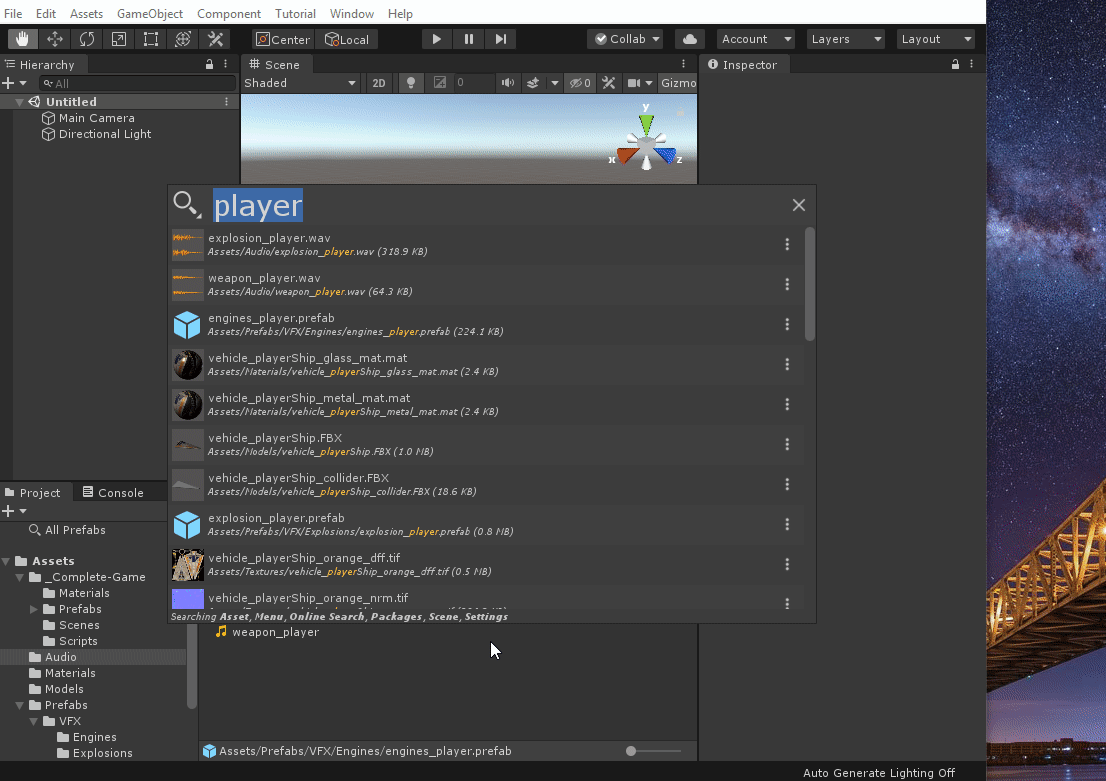 File Edit Assets GameObject Component Tutorial Window Help
Center Local Collab Account Layers Layout
Hierarchy Scene Inspector
All Shaded 2D 0 0 Gizmo
Untitled
Main Camera
Directional Light
y
x z
player
explosion_player.wav
Assets/Audio/explosion_player.wav (318.9 KB)
weapon_player.wav
Assets/Audio/weapon_player.wav (64.3 KB)
engines_player.prefab
Assets/Prefabs/VFX/Engines/engines_player.prefab (224.1 KB)
vehicle_playerShip_glass_mat.mat
Assets/Materials/vehicle_playerShip_glass_mat.mat (2.4 KB)
vehicle_playerShip_metal_mat.mat
Assets/Materials/vehicle_playerShip_metal_mat.mat (2.4 KB)
vehicle_playerShip.FBX
Assets/Models/vehicle_playerShip.FBX (1.0 MB)
vehicle_playerShip_collider.FBX
Assets/Models/vehicle_playerShip_collider.FBX (18.6 KB)
explosion_player.prefab
Assets/Prefabs/VFX/Explosions/explosion_player.prefab (0.8 MB)
vehicle_playerShip_orange_dff.tif
Assets/Textures/vehicle_playerShip_orange_dff.tif (0.5 MB)
vehicle_playerShip_orange_nrm.tif
Searching Asset, Menu, Online Search, Packages, Scene, Settings
Project Console
All Prefabs
Assets
_Complete-Game
Materials
Prefabs
Scenes
Scripts
Audio
Materials
Models
Prefabs
VFX
Engines
Explosions
weapon_player
Assets/Prefabs/VFX/Engines/engines_player.prefab
Auto Generate Lighting Off